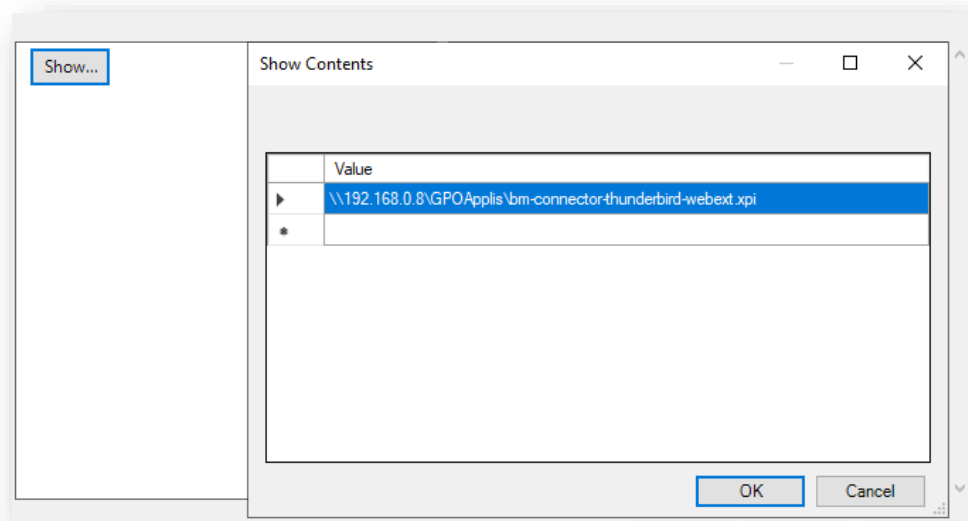 Show...
Show Contents
Value
\\192.168.0.8\GPOApplis\bm-connector-thunderbird-webext.xpi
OK
Cancel